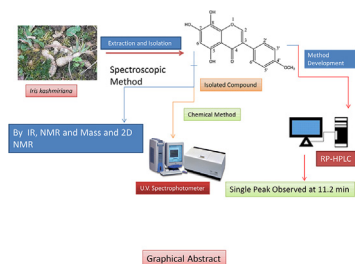 Extraction and Isolation
Method
Development
Iris kashmiriana
Spectroscopic
Method
Isolated Compound
Chemical Method
By IR, NMR and Mass and 2D
NMR
U.V. Spectrophotometer
RP-HPLC
Single Peak Observed at 11.2 min
Graphical Abstract